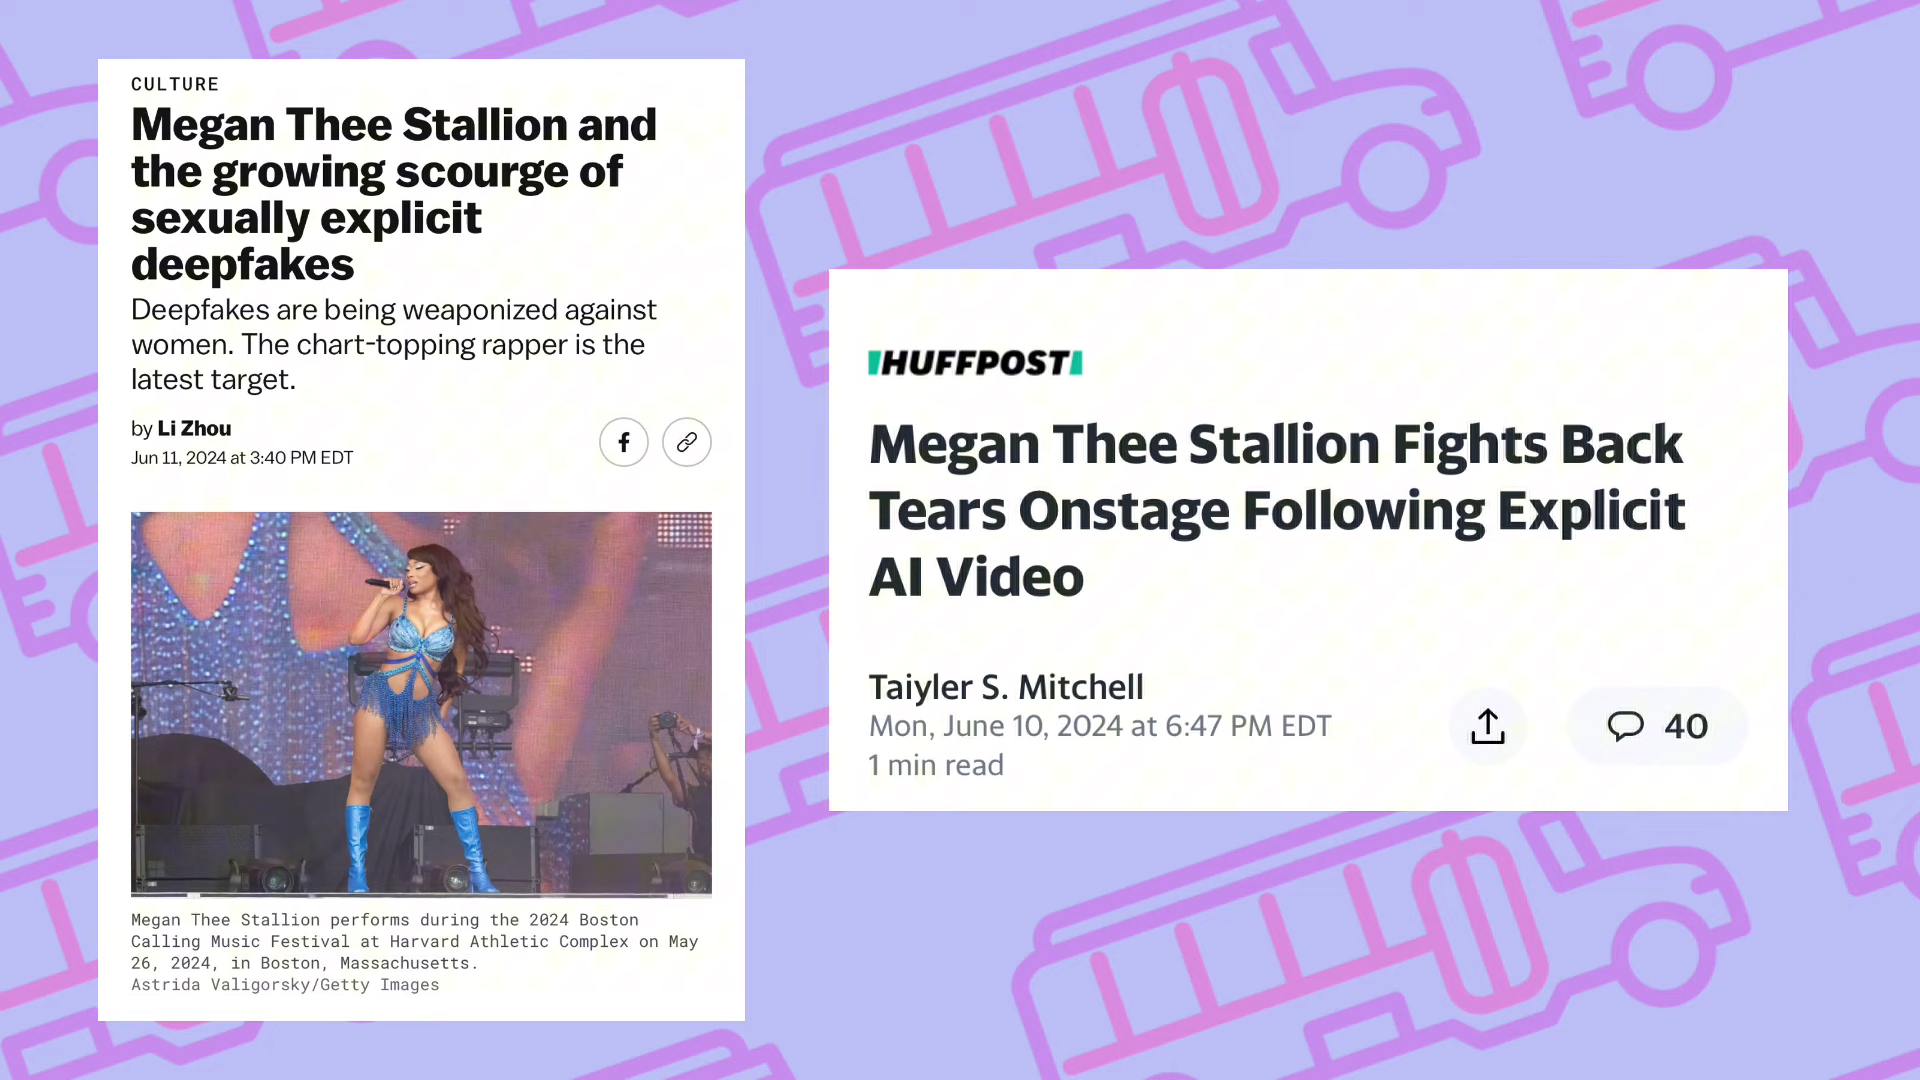 CULTURE
Megan Thee Stallion and
the growing scourge of
sexually explicit
deepfakes
Deepfakes are being weaponized against
women. The chart-topping rapper is the
latest target.
by Li Zhou
Jun 11, 2024 at 3:40 PM EDT
Megan Thee Stallion performs during the 2024 Boston
Calling Music Festival at Harvard Athletic Complex on May
26, 2024, in Boston, Massachusetts.
Astrida Valigorsky/Getty Images
HUFFPOST
Megan Thee Stallion Fights Back
Tears Onstage Following Explicit
AI Video
Taiyler S. Mitchell
Mon, June 10, 2024 at 6:47 PM EDT
1 min read
40